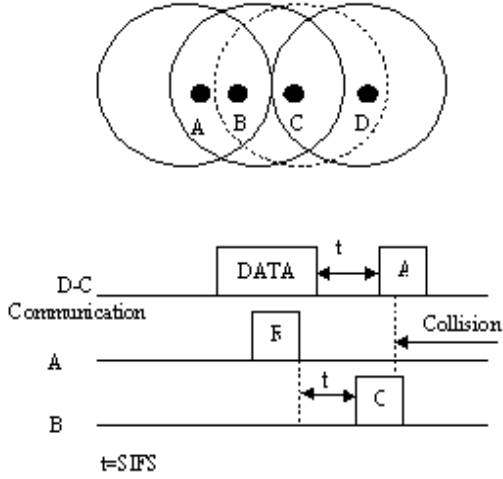 A B C D
DATA
t
A
D-C
Communication
R
Collision
A
t
C
B
t=SIFS